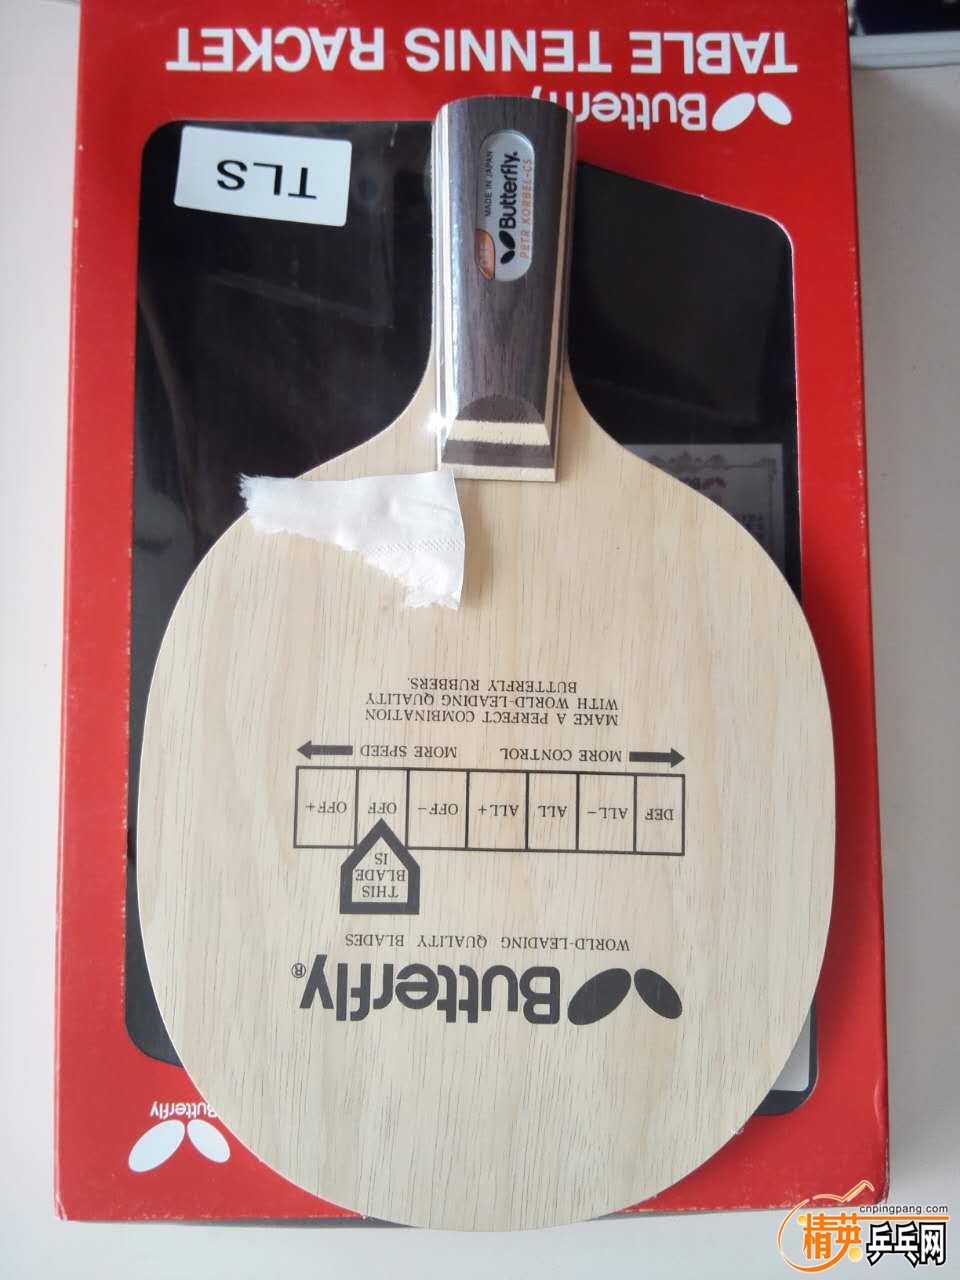 TABLE TENNIS RACKET
Butterfly
TLS
MADE IN JAPAN
Butterfly.
PETR KORBEL-CS
Butterfly®
WORLD-LEADING QUALITY BLADES
THIS
BLADE
IS
DEF ALL- ALL ALL+ OFF- OFF OFF+
MORE CONTROL MORE SPEED
MAKE A PERFECT COMBINATION
WITH WORLD-LEADING QUALITY
BUTTERFLY RUBBERS.
Butterfly
cnpingpang.com
精英乒乓网